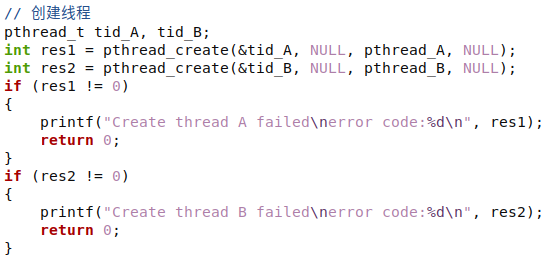 // 创建线程
pthread_t tid_A, tid_B;
int res1 = pthread_create(&tid_A, NULL, pthread_A, NULL);
int res2 = pthread_create(&tid_B, NULL, pthread_B, NULL);
if (res1 != 0)
{
    printf("Create thread A failed\nerror code:%d\n", res1);
    return 0;
}
if (res2 != 0)
{
    printf("Create thread B failed\nerror code:%d\n", res2);
    return 0;
}